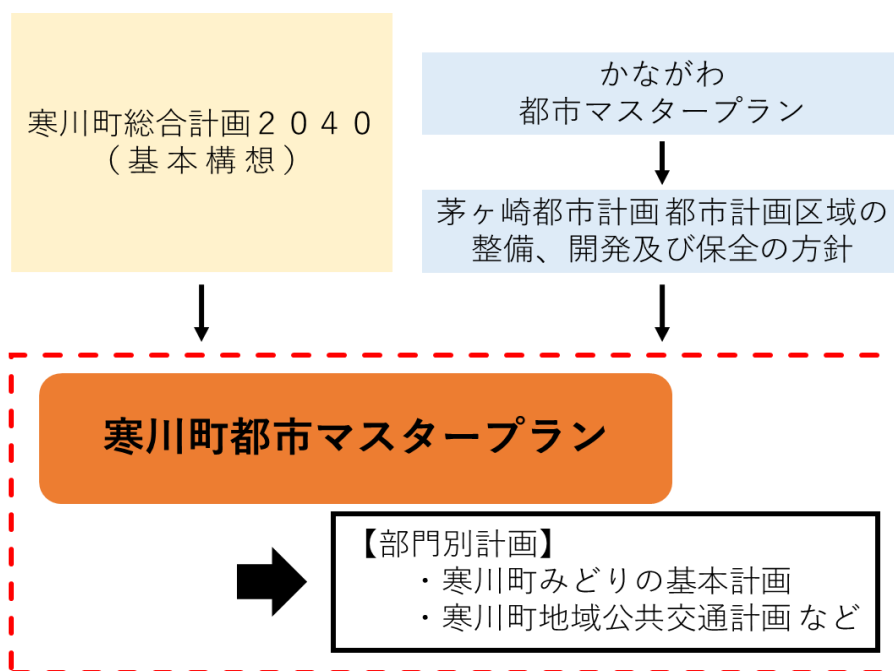 寒川町総合計画２０４０
（基本構想）
かながわ
都市マスタープラン
茅ヶ崎都市計画 都市計画区域の
整備、開発及び保全の方針
寒川町都市マスタープラン
【部門別計画】
・寒川町みどりの基本計画
・寒川町地域公共交通計画 など